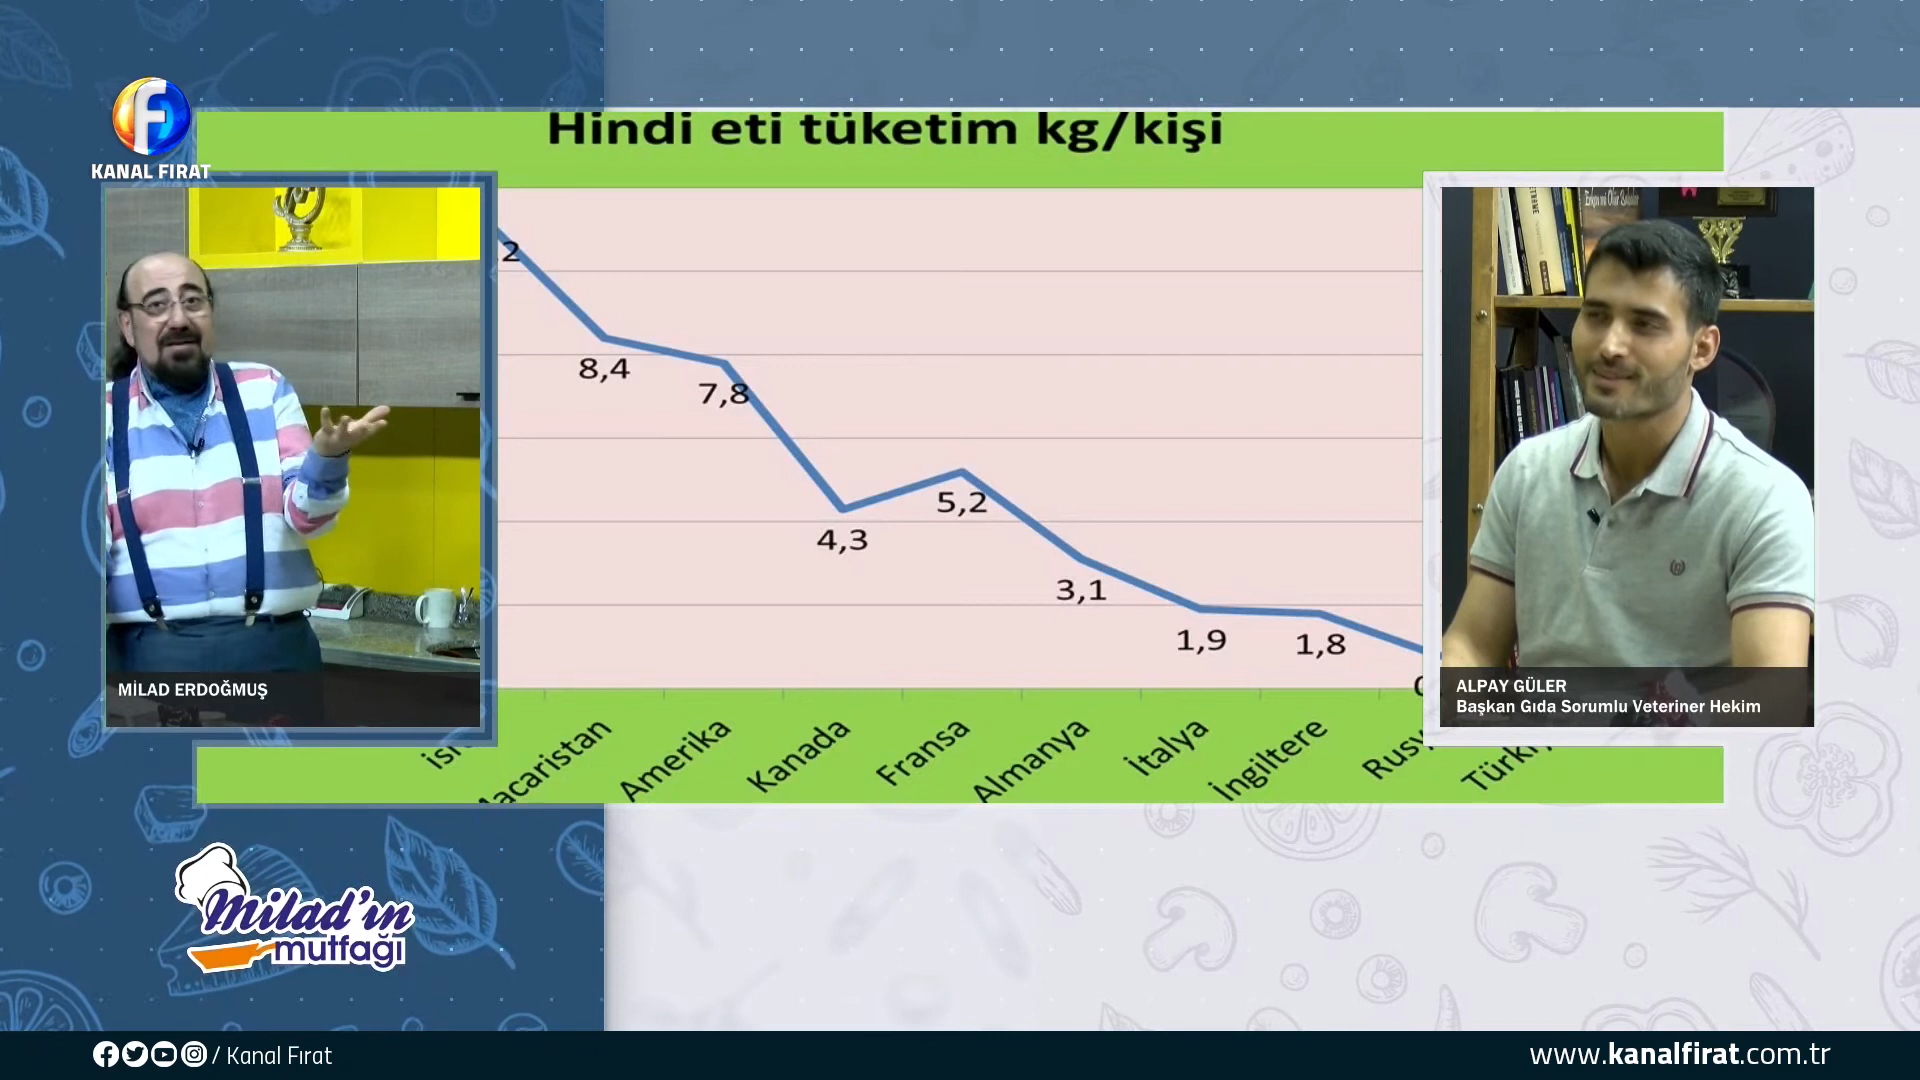 KANAL FIRAT
Hindi eti tüketim kg/kişi
2
8,4
7,8
4,3
5,2
3,1
1,9
1,8
Macaristan
Amerika
Kanada
Fransa
Almanya
İtalya
İngiltere
MİLAD ERDOĞMUŞ
ALPAY GÜLER
Başkan Gıda Sorumlu Veteriner Hekim
Milad'ın
mutfağı
/ Kanal Fırat
www.kanalfirat.com.tr